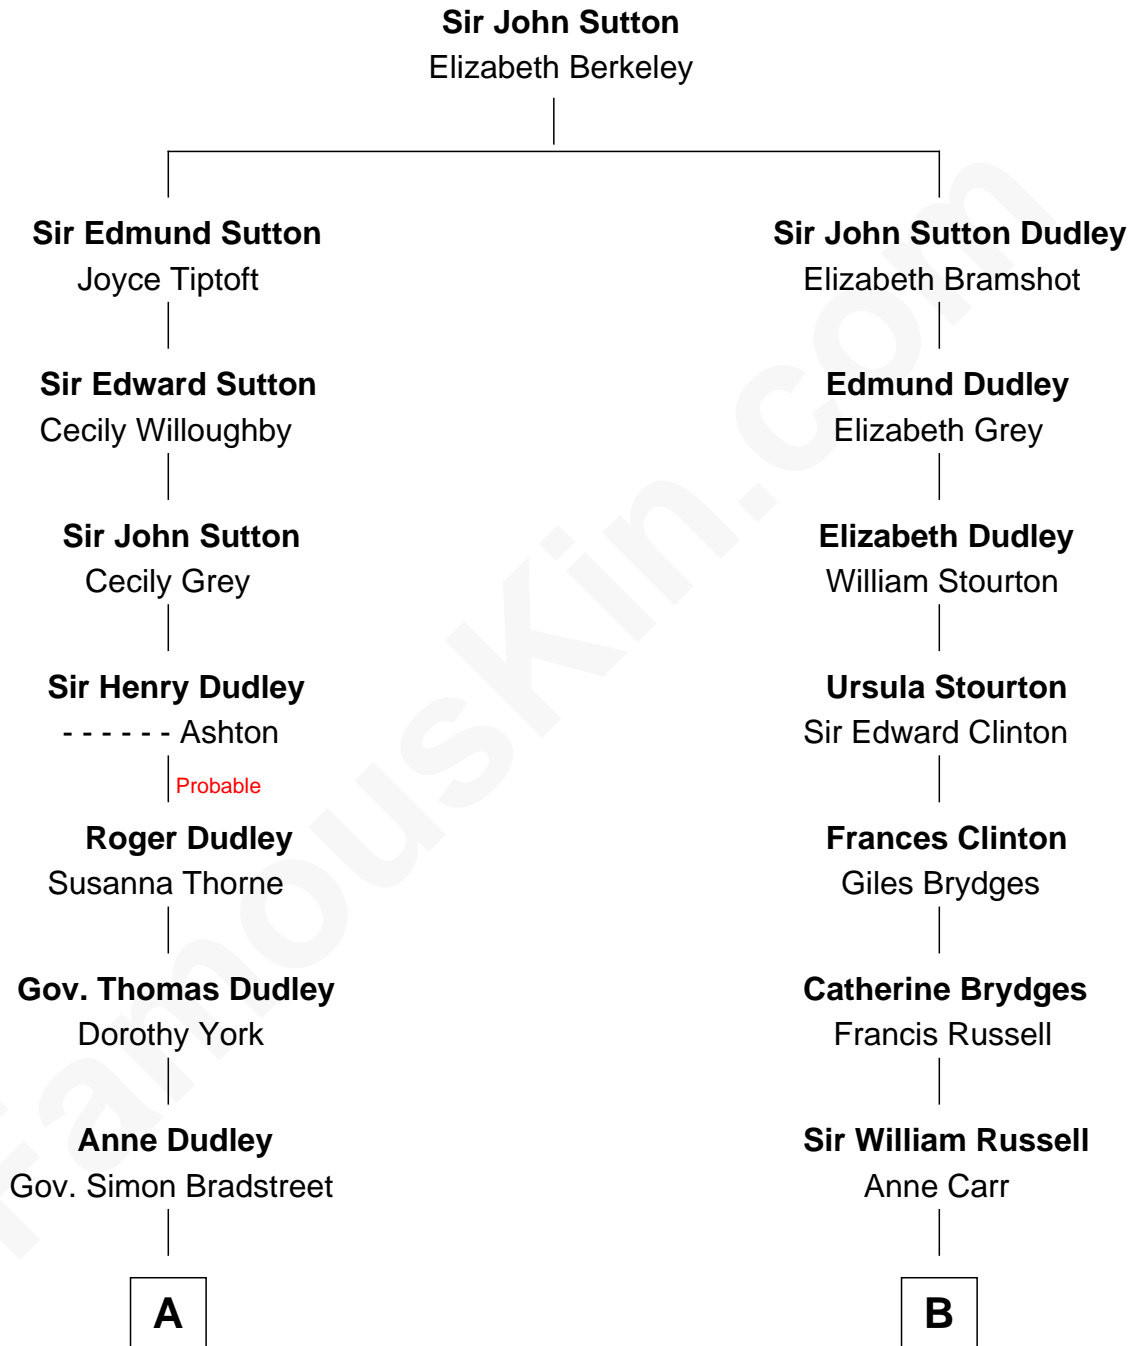 Sir John Sutton
Elizabeth Berkeley
Sir Edmund Sutton
Joyce Tiptoft
Sir Edward Sutton
Cecily Willoughby
Sir John Sutton
Cecily Grey
Sir Henry Dudley
- - - - - - Ashton
Probable
Roger Dudley
Susanna Thorne
Gov. Thomas Dudley
Dorothy York
Anne Dudley
Gov. Simon Bradstreet
A
Sir John Sutton Dudley
Elizabeth Bramshot
Edmund Dudley
Elizabeth Grey
Elizabeth Dudley
William Stourton
Ursula Stourton
Sir Edward Clinton
Frances Clinton
Giles Brydges
Catherine Brydges
Francis Russell
Sir William Russell
Anne Carr
B
FamousKin.com